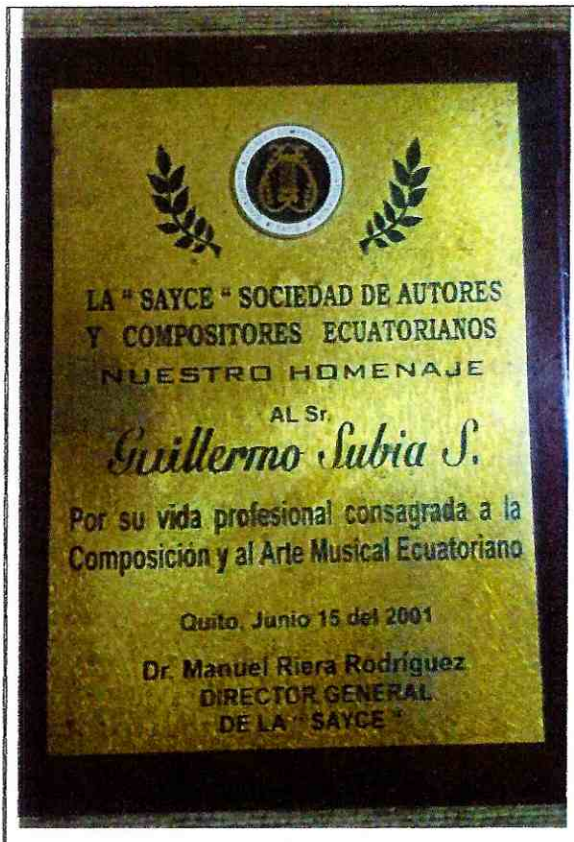 LA " SAYCE " SOCIEDAD DE AUTORES
Y COMPOSITORES ECUATORIANOS
NUESTRO HOMENAJE
AL Sr.
Guillermo Subia S.
Por su vida profesional consagrada a la
Composición y al Arte Musical Ecuatoriano
Quito, Junio 15 del 2001
Dr. Manuel Riera Rodríguez
DIRECTOR GENERAL
DE LA " SAYCE "